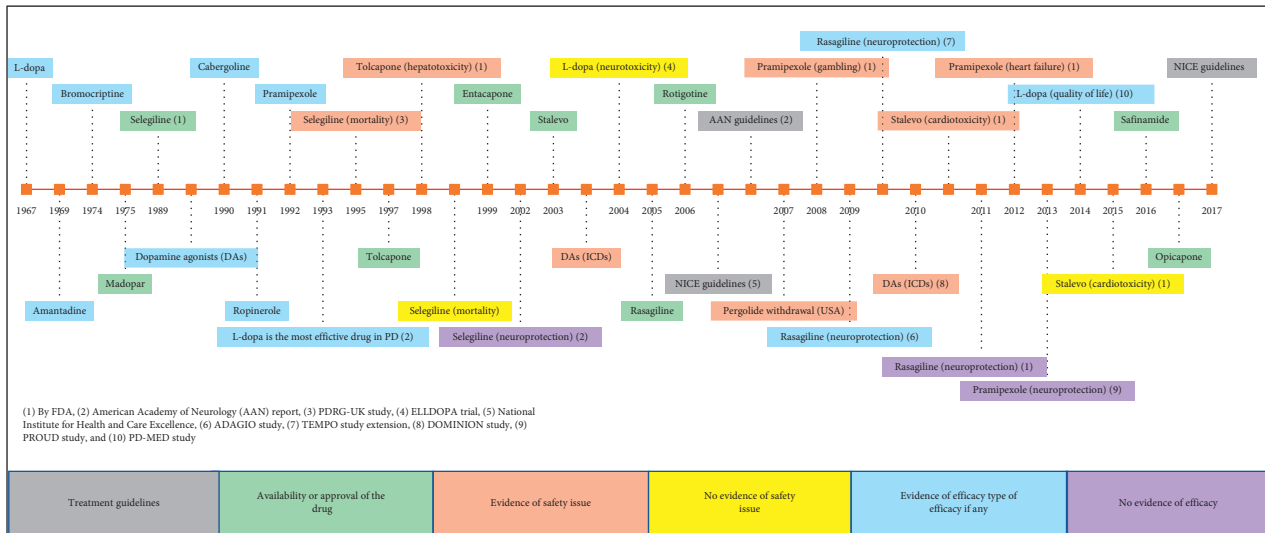 Rasagiline (neuroprotection) (7)
L-dopa
Cabergoline
Tolcapone (hepatotoxicity) (1)
L-dopa (neurotoxicity) (4)
Pramipexole (gambling) (1)
Pramipexole (heart failure) (1)
NICE guidelines
Bromocriptine
Pramipexole
Entacapone
Rotigotine
L-dopa (quality of life) (10)
Selegiline (1)
Selegiline (mortality) (3)
Stalevo
AAN guidelines (2)
Stalevo (cardiotoxicity) (1)
Safinamide
1967 1969 1974 1975 1989 1990 1991 1992 1993 1995 1997 1998 1999 2002 2003 2004 2005 2006 2007 2008 2009 2010 2011 2012 2013 2014 2015 2016 2017
Dopamine agonists (DAs)
Tolcapone
DAs (ICDs)
Opicapone
Madopar
NICE guidelines (5)
DAs (ICDs) (8)
Stalevo (cardiotoxicity) (1)
Amantadine
Ropinerole
Selegiline (mortality)
Rasagiline
Pergolide withdrawal (USA)
L-dopa is the most effictive drug in PD (2)
Selegiline (neuroprotection) (2)
Rasagiline (neuroprotection) (6)
Rasagiline (neuroprotection) (1)
Pramipexole (neuroprotection) (9)
(1) By FDA, (2) American Academy of Neurology (AAN) report, (3) PDRG-UK study, (4) ELLDOPA trial, (5) National
Institute for Health and Care Excellence, (6) ADAGIO study, (7) TEMPO study extension, (8) DOMINION study, (9)
PROUD study, and (10) PD-MED study
Treatment guidelines
Availability or approval of the
drug
Evidence of safety issue
No evidence of safety
issue
Evidence of efficacy type of
efficacy if any
No evidence of efficacy